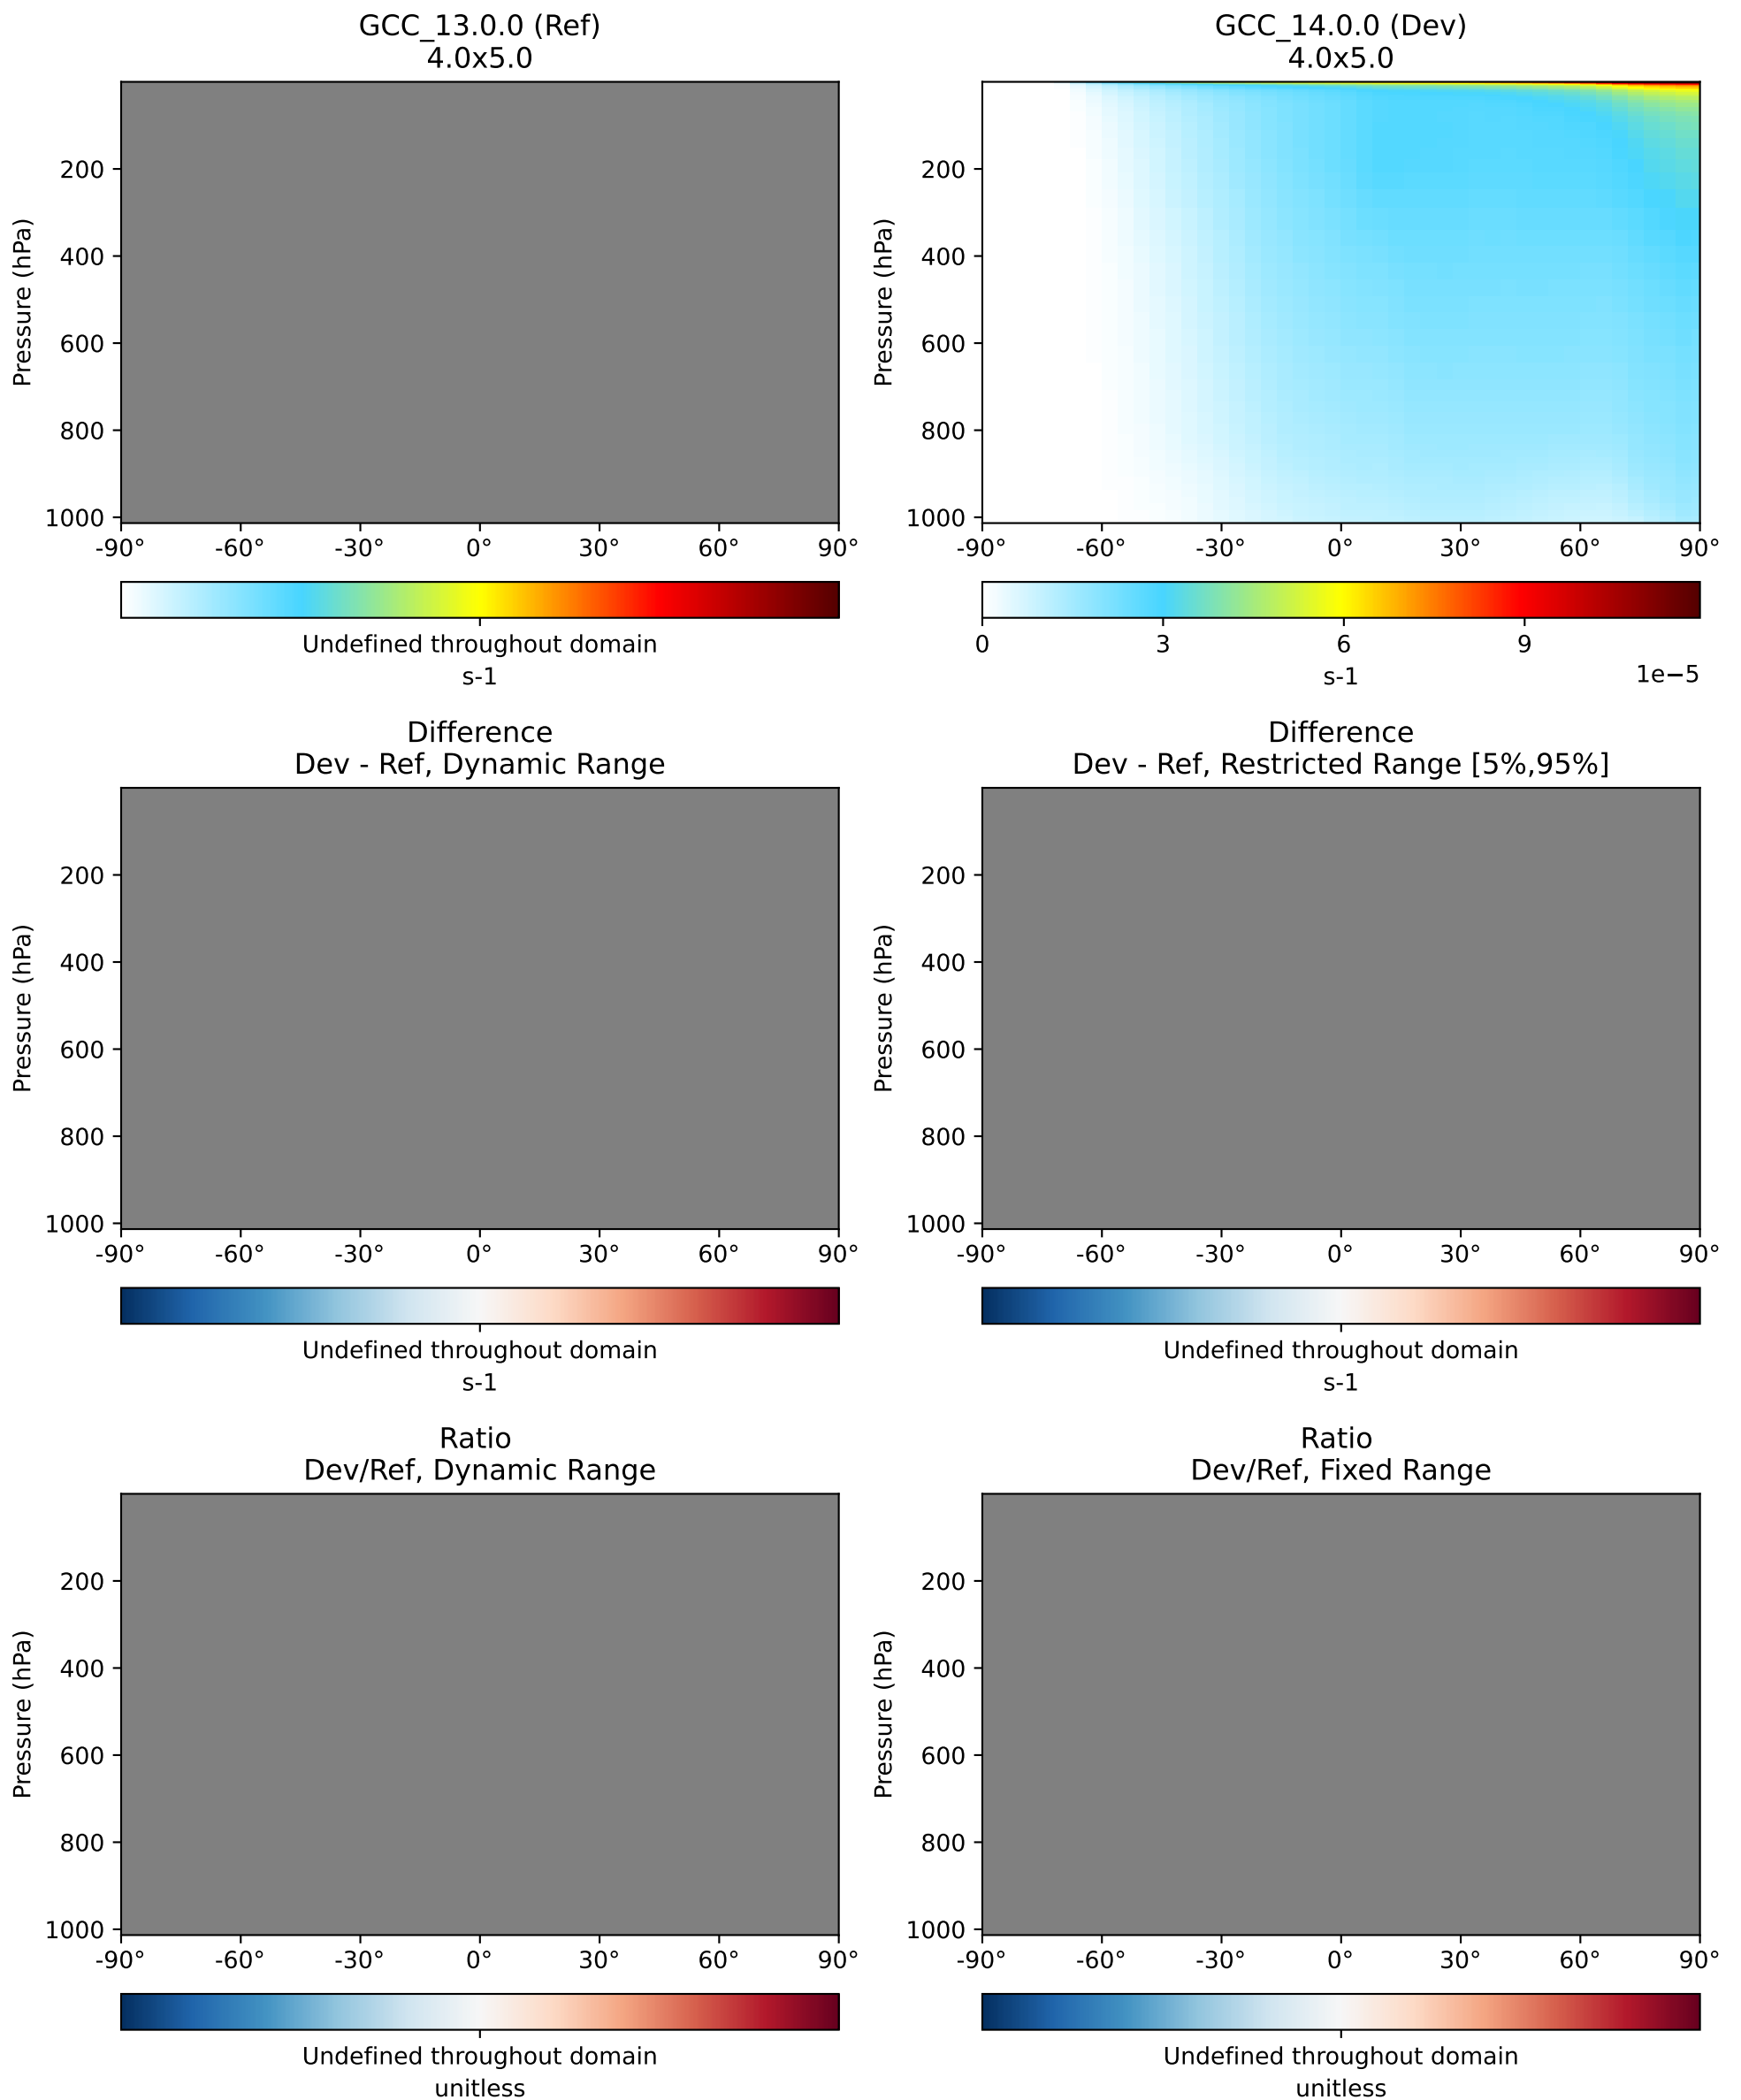 GCC_13.0.0 (Ref)
4.0x5.0
Pressure (hPa)
200
400
600
800
1000
-90° -60° -30° 0° 30° 60° 90°
Undefined throughout domain
s-1
GCC_14.0.0 (Dev)
4.0x5.0
Pressure (hPa)
200
400
600
800
1000
-90° -60° -30° 0° 30° 60° 90°
0 3 6 9
s-1
1e−5
Difference
Dev - Ref, Dynamic Range
Pressure (hPa)
200
400
600
800
1000
-90° -60° -30° 0° 30° 60° 90°
Undefined throughout domain
s-1
Difference
Dev - Ref, Restricted Range [5%,95%]
Pressure (hPa)
200
400
600
800
1000
-90° -60° -30° 0° 30° 60° 90°
Undefined throughout domain
s-1
Ratio
Dev/Ref, Dynamic Range
Pressure (hPa)
200
400
600
800
1000
-90° -60° -30° 0° 30° 60° 90°
Undefined throughout domain
unitless
Ratio
Dev/Ref, Fixed Range
Pressure (hPa)
200
400
600
800
1000
-90° -60° -30° 0° 30° 60° 90°
Undefined throughout domain
unitless